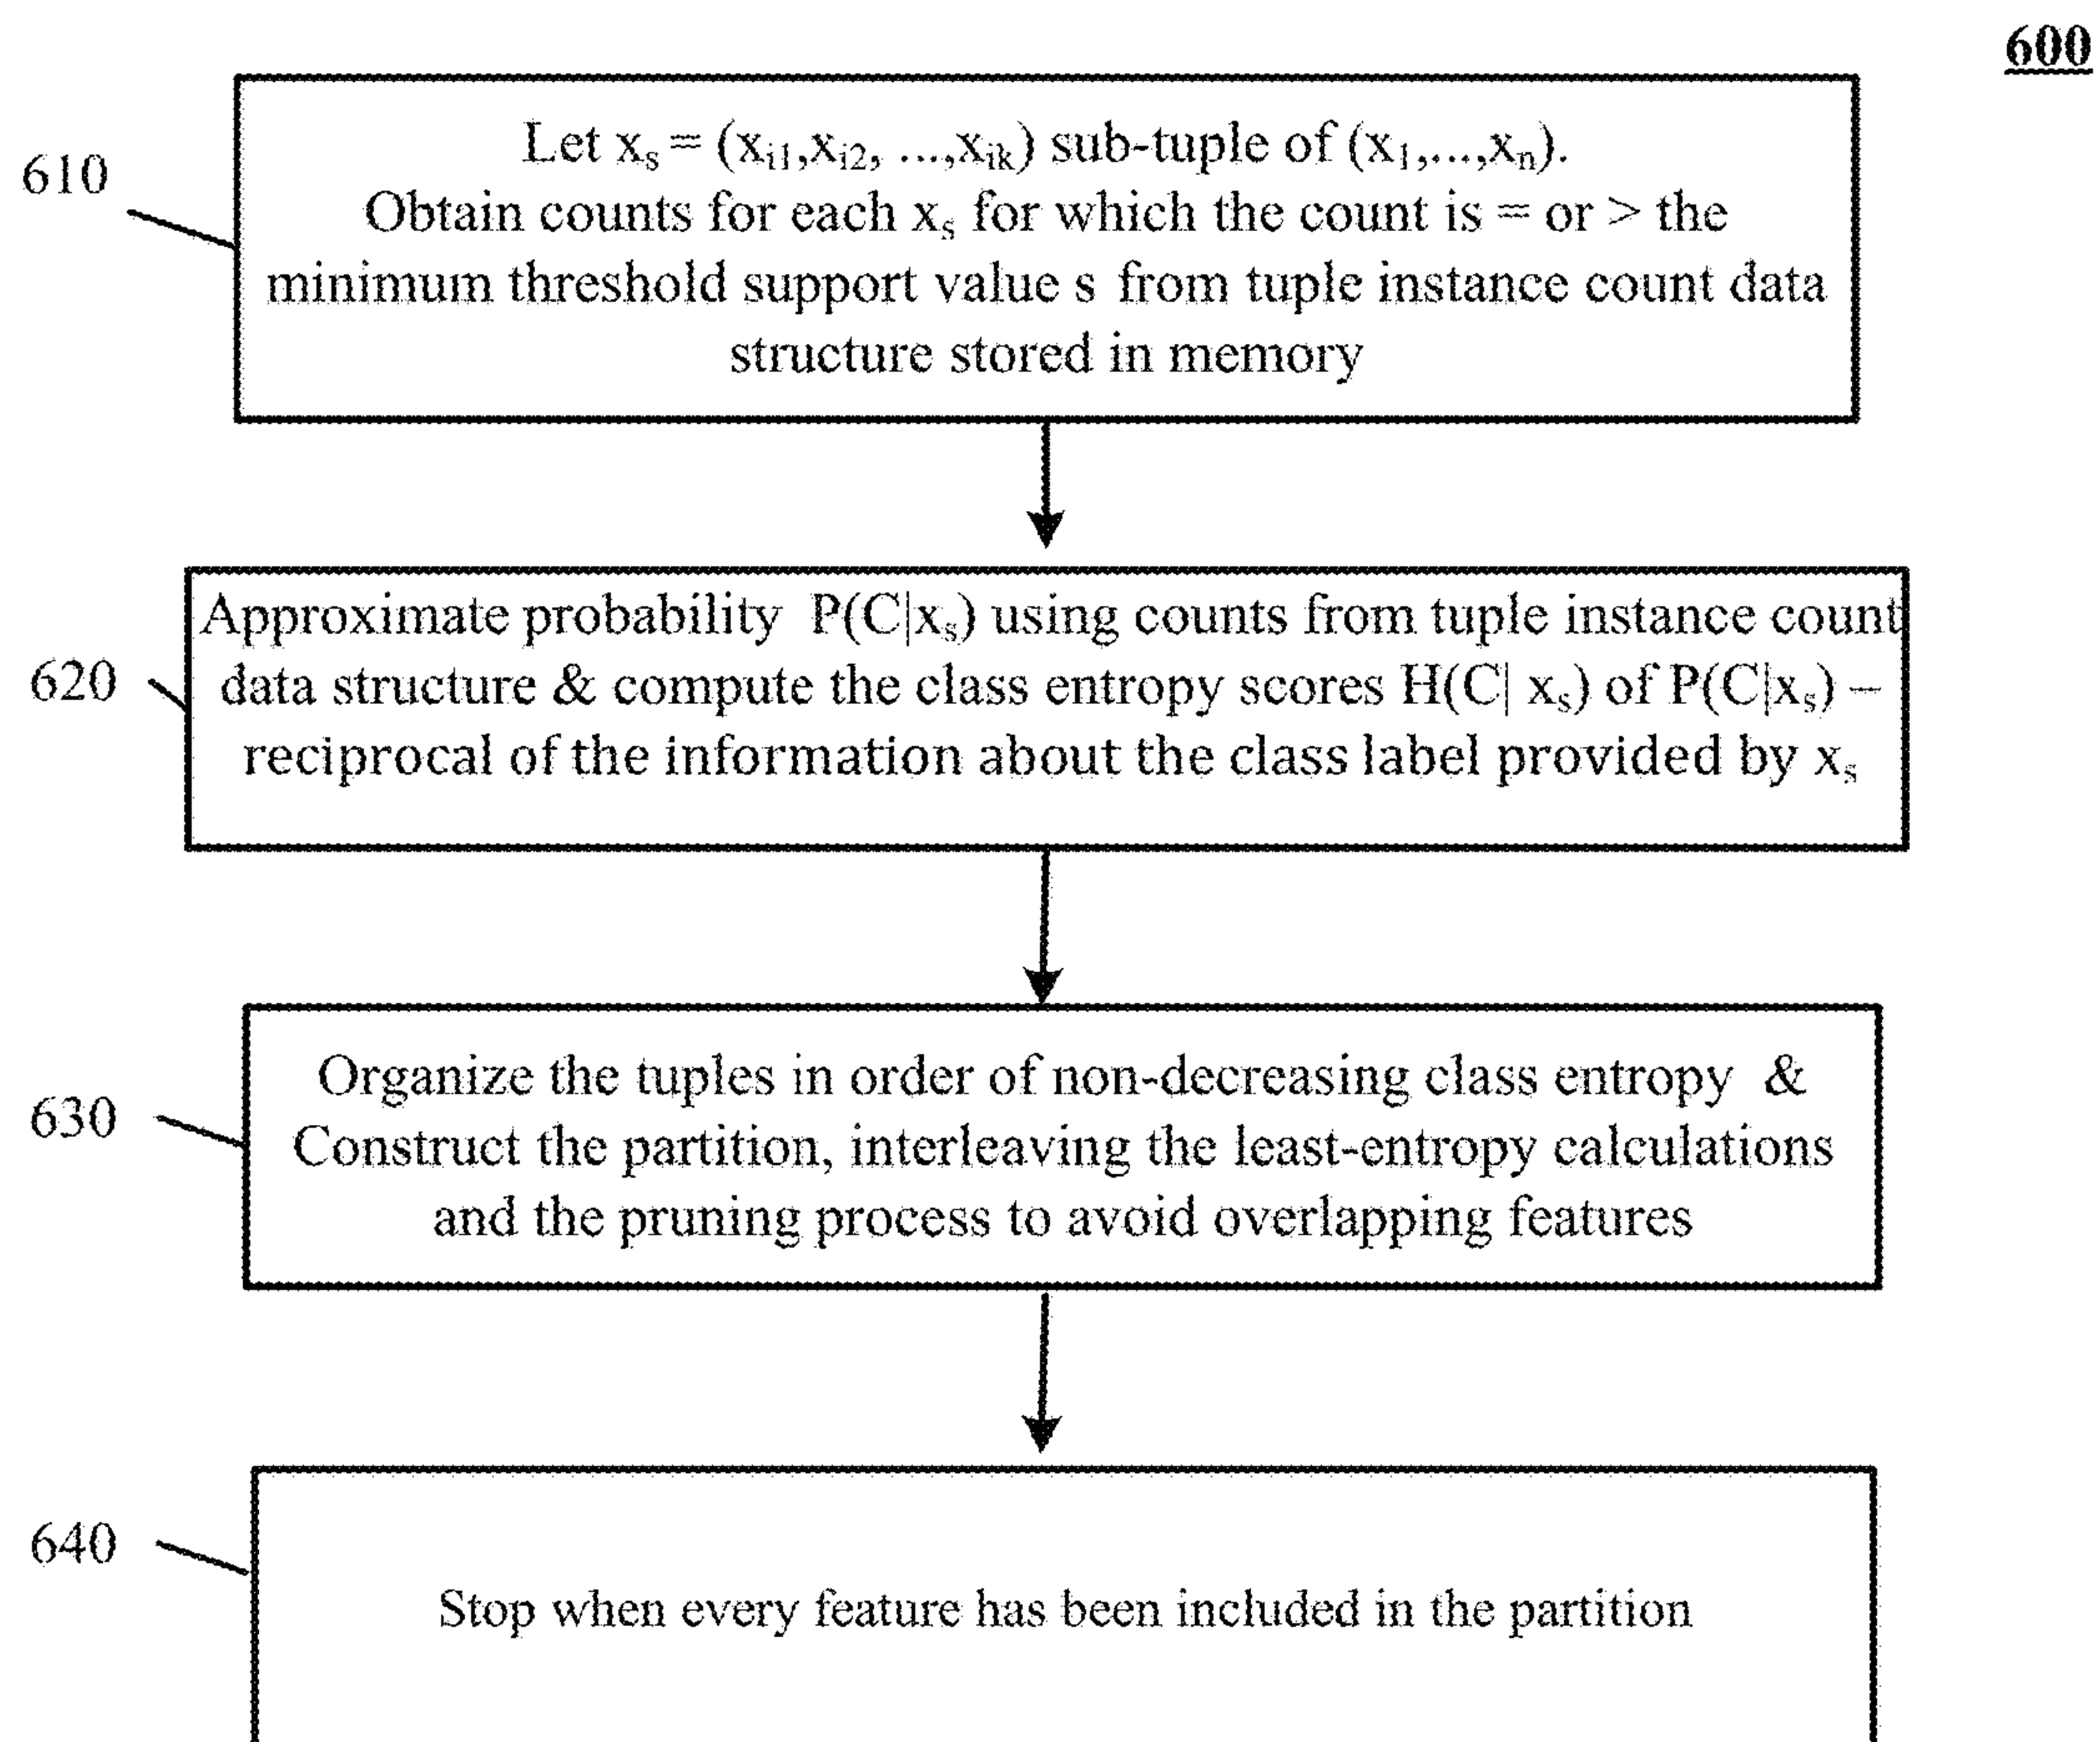 600
610
Let xₛ = (xᵢ₁,xᵢ₂, ...,xᵢₖ) sub-tuple of (x₁,...,xₙ).
Obtain counts for each xₛ for which the count is = or > the
minimum threshold support value s from tuple instance count data
structure stored in memory
620
Approximate probability P(C|xₛ) using counts from tuple instance count
data structure & compute the class entropy scores H(C| xₛ) of P(C|xₛ) –
reciprocal of the information about the class label provided by xₛ
630
Organize the tuples in order of non-decreasing class entropy &
Construct the partition, interleaving the least-entropy calculations
and the pruning process to avoid overlapping features
640
Stop when every feature has been included in the partition